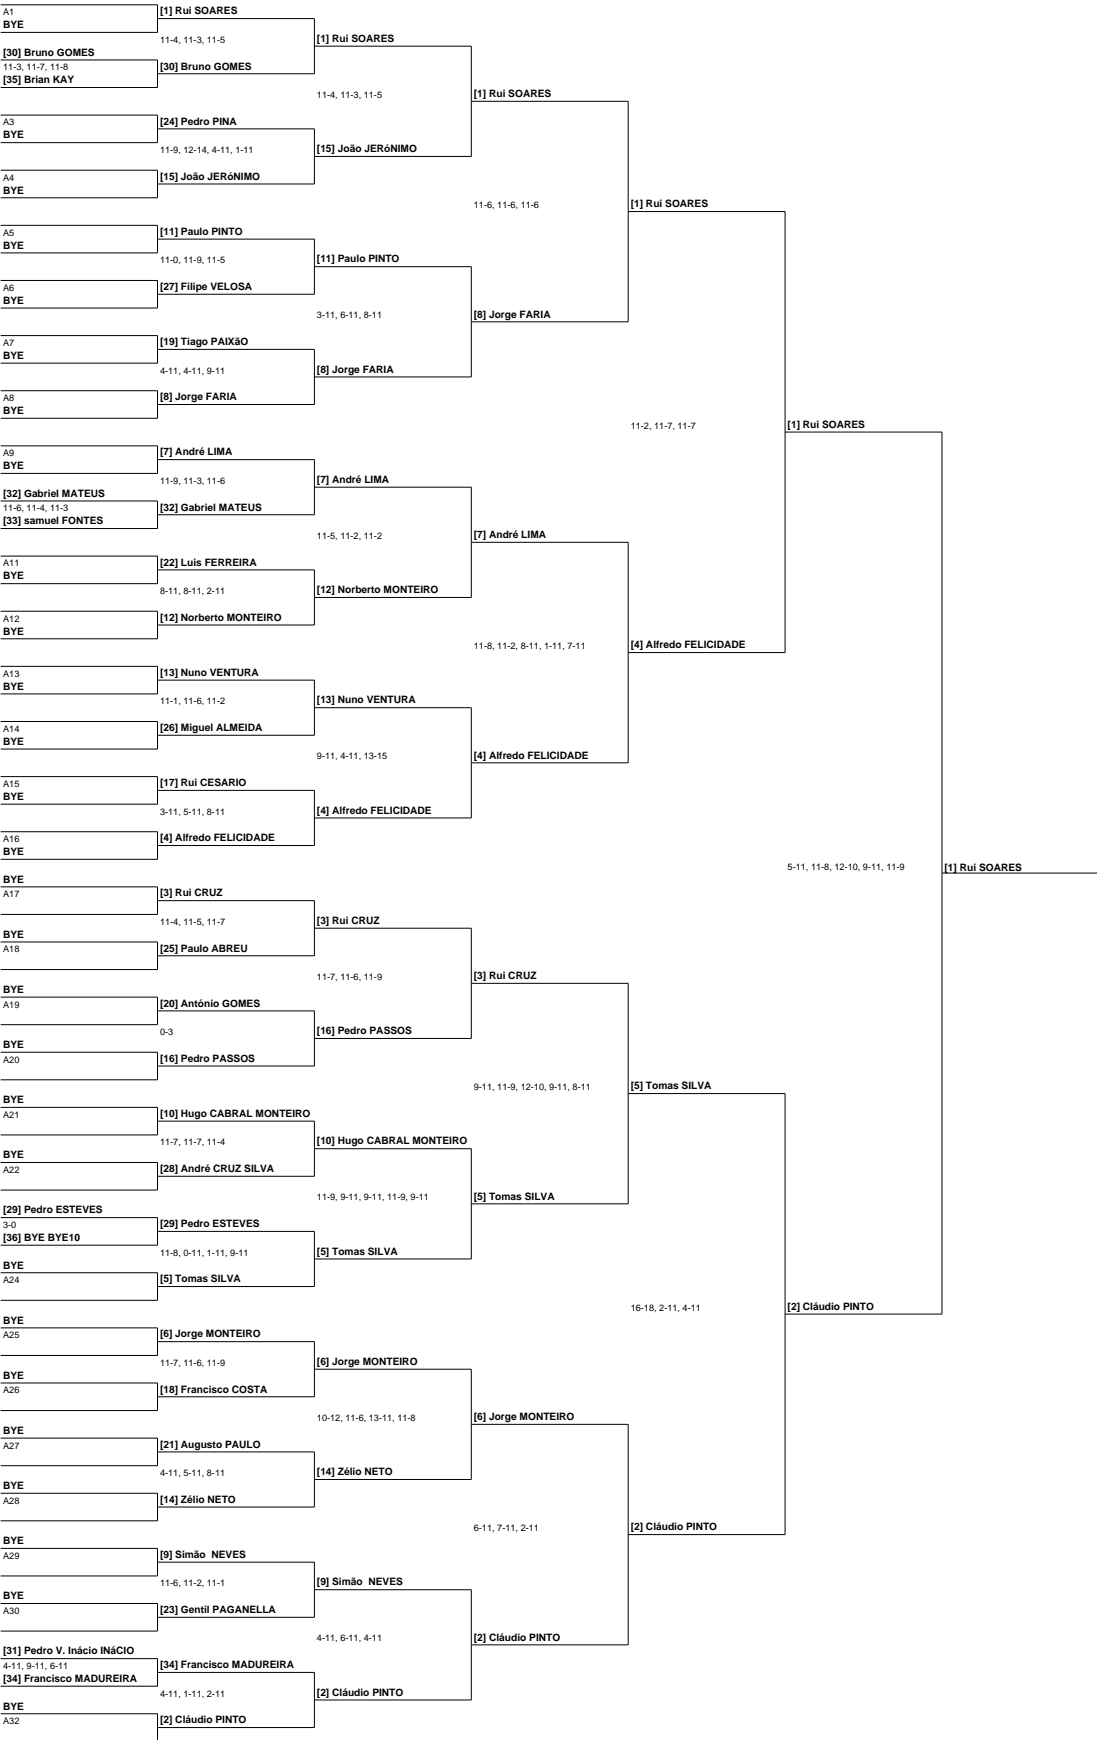 A1
BYE
[1] Rui SOARES
11-4, 11-3, 11-5
[1] Rui SOARES
[30] Bruno GOMES
11-3, 11-7, 11-8
[35] Brian KAY
[30] Bruno GOMES
11-4, 11-3, 11-5
[1] Rui SOARES
A3
BYE
[24] Pedro PINA
11-9, 12-14, 4-11, 1-11
[15] João JERóNIMO
A4
BYE
[15] João JERóNIMO
11-6, 11-6, 11-6
[1] Rui SOARES
A5
BYE
[11] Paulo PINTO
11-0, 11-9, 11-5
[11] Paulo PINTO
A6
BYE
[27] Filipe VELOSA
3-11, 6-11, 8-11
[8] Jorge FARIA
A7
BYE
[19] Tiago PAIXãO
4-11, 4-11, 9-11
[8] Jorge FARIA
A8
BYE
[8] Jorge FARIA
11-2, 11-7, 11-7
[1] Rui SOARES
A9
BYE
[7] André LIMA
11-9, 11-3, 11-6
[7] André LIMA
[32] Gabriel MATEUS
11-6, 11-4, 11-3
[33] samuel FONTES
[32] Gabriel MATEUS
11-5, 11-2, 11-2
[7] André LIMA
A11
BYE
[22] Luis FERREIRA
8-11, 8-11, 2-11
[12] Norberto MONTEIRO
A12
BYE
[12] Norberto MONTEIRO
11-8, 11-2, 8-11, 1-11, 7-11
[4] Alfredo FELICIDADE
A13
BYE
[13] Nuno VENTURA
11-1, 11-6, 11-2
[13] Nuno VENTURA
A14
BYE
[26] Miguel ALMEIDA
9-11, 4-11, 13-15
[4] Alfredo FELICIDADE
A15
BYE
[17] Rui CESARIO
3-11, 5-11, 8-11
[4] Alfredo FELICIDADE
A16
BYE
[4] Alfredo FELICIDADE
5-11, 11-8, 12-10, 9-11, 11-9
[1] Rui SOARES
BYE
A17
[3] Rui CRUZ
11-4, 11-5, 11-7
[3] Rui CRUZ
BYE
A18
[25] Paulo ABREU
11-7, 11-6, 11-9
[3] Rui CRUZ
BYE
A19
[20] António GOMES
0-3
[16] Pedro PASSOS
BYE
A20
[16] Pedro PASSOS
9-11, 11-9, 12-10, 9-11, 8-11
[5] Tomas SILVA
BYE
A21
[10] Hugo CABRAL MONTEIRO
11-7, 11-7, 11-4
[10] Hugo CABRAL MONTEIRO
BYE
A22
[28] André CRUZ SILVA
11-9, 9-11, 9-11, 11-9, 9-11
[5] Tomas SILVA
[29] Pedro ESTEVES
3-0
[36] BYE BYE10
[29] Pedro ESTEVES
11-8, 0-11, 1-11, 9-11
[5] Tomas SILVA
BYE
A24
[5] Tomas SILVA
16-18, 2-11, 4-11
[2] Cláudio PINTO
BYE
A25
[6] Jorge MONTEIRO
11-7, 11-6, 11-9
[6] Jorge MONTEIRO
BYE
A26
[18] Francisco COSTA
10-12, 11-6, 13-11, 11-8
[6] Jorge MONTEIRO
BYE
A27
[21] Augusto PAULO
4-11, 5-11, 8-11
[14] Zélio NETO
BYE
A28
[14] Zélio NETO
6-11, 7-11, 2-11
[2] Cláudio PINTO
BYE
A29
[9] Simão  NEVES
11-6, 11-2, 11-1
[9] Simão  NEVES
BYE
A30
[23] Gentil PAGANELLA
4-11, 6-11, 4-11
[2] Cláudio PINTO
[31] Pedro V. Inácio INáCIO
4-11, 9-11, 6-11
[34] Francisco MADUREIRA
[34] Francisco MADUREIRA
4-11, 1-11, 2-11
[2] Cláudio PINTO
BYE
A32
[2] Cláudio PINTO